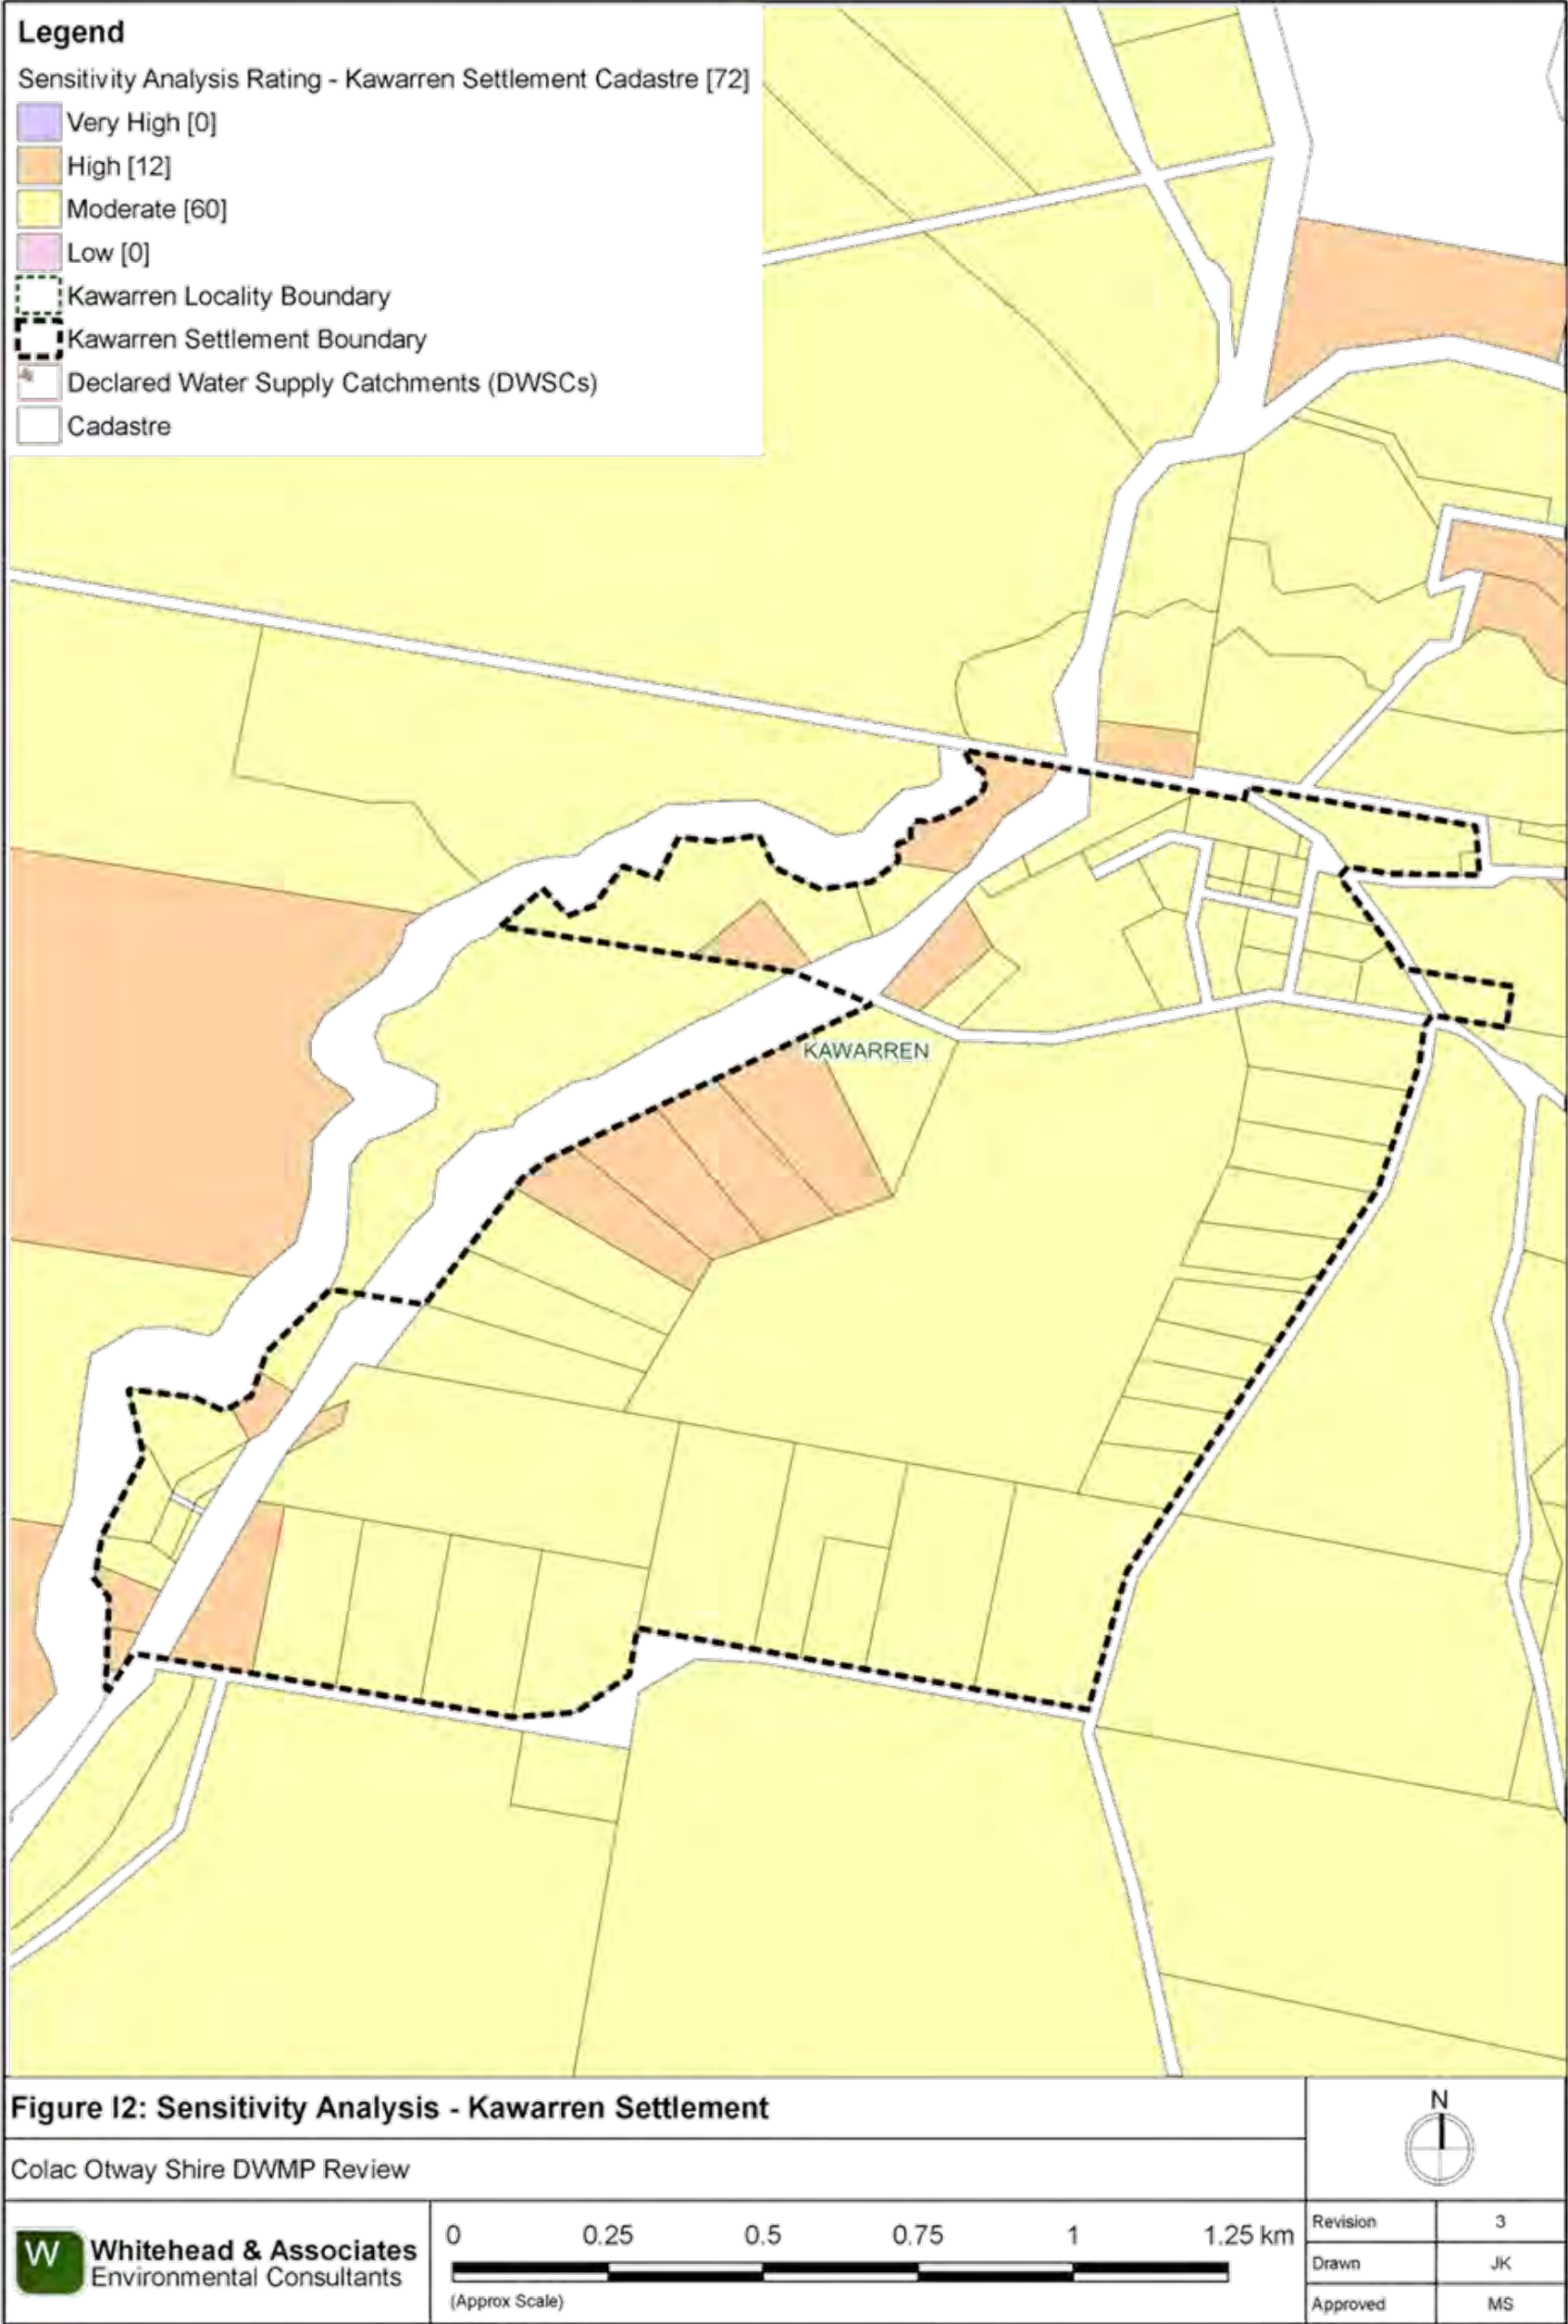 Legend
Sensitivity Analysis Rating - Kawarren Settlement Cadastre [72]
Very High [0]
High [12]
Moderate [60]
Low [0]
Kawarren Locality Boundary
Kawarren Settlement Boundary
Declared Water Supply Catchments (DWSCs)
Cadastre
KAWARREN
Figure I2: Sensitivity Analysis - Kawarren Settlement
Colac Otway Shire DWMP Review
N
W
Whitehead & Associates
Environmental Consultants
0 0.25 0.5 0.75 1 1.25 km
(Approx Scale)
Revision 3
Drawn JK
Approved MS